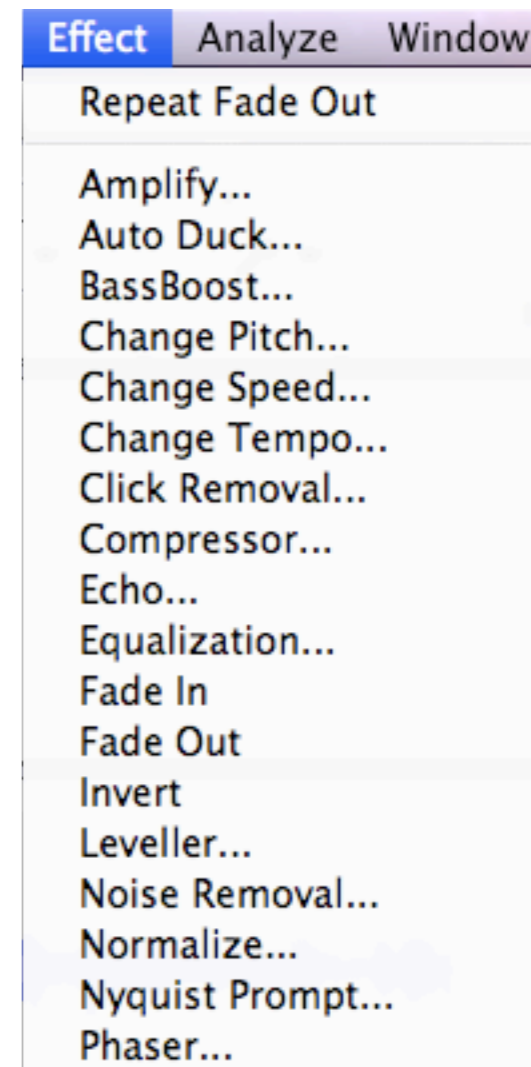 Effect Analyze Window
Repeat Fade Out
Amplify...
Auto Duck...
BassBoost...
Change Pitch...
Change Speed...
Change Tempo...
Click Removal...
Compressor...
Echo...
Equalization...
Fade In
Fade Out
Invert
Leveller...
Noise Removal...
Normalize...
Nyquist Prompt...
Phaser...